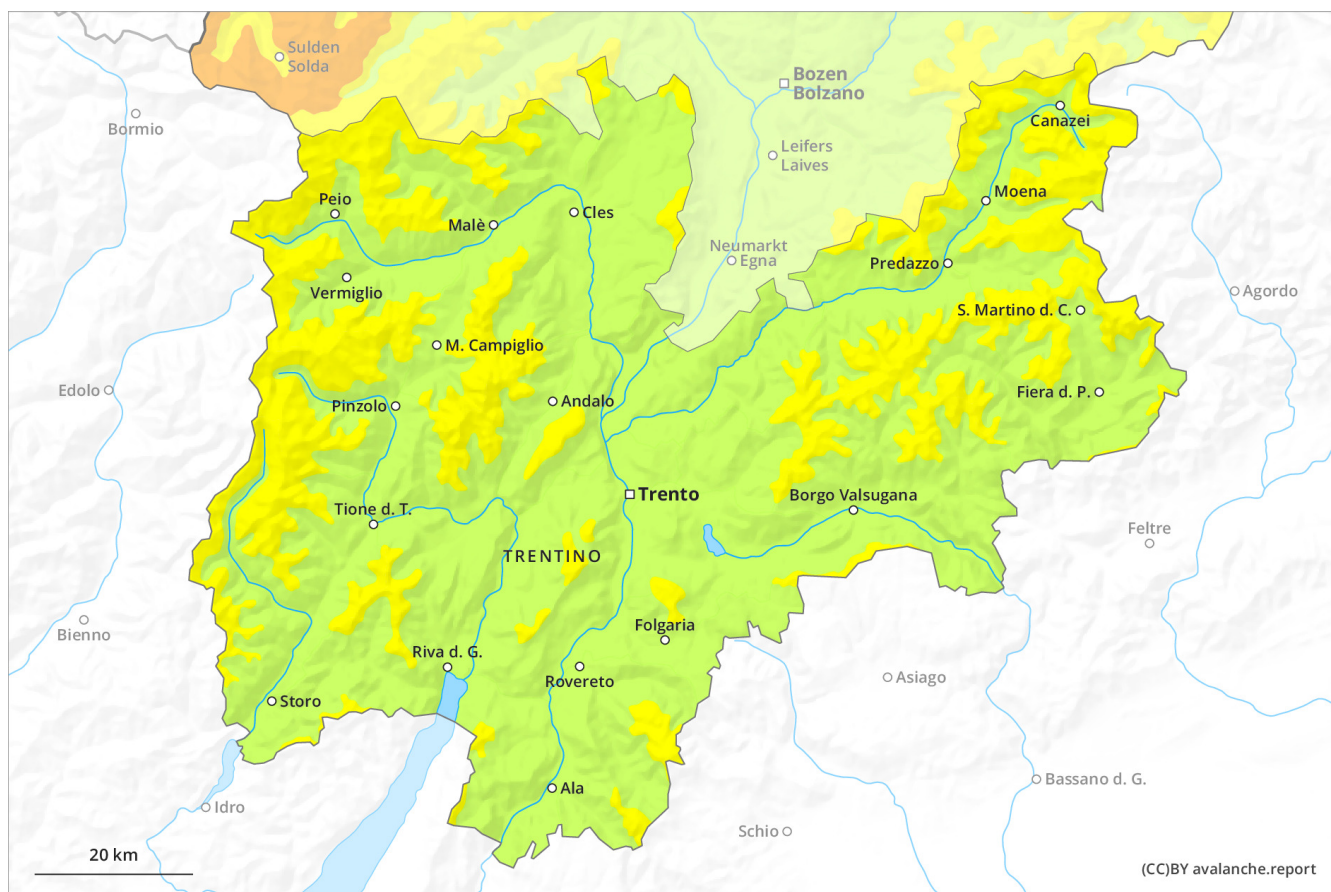 Sulden
Solda
Bozen
Bolzano
Bormio
Canazei
Leifers
Laives
Peio
Moena
Malè
Cles
Neumarkt
Egna
Predazzo
Vermiglio
Agordo
S. Martino d. C.
M. Campiglio
Edolo
Fiera d. P.
Andalo
Pinzolo
Trento
Borgo Valsugana
Tione d. T.
Feltre
TRENTINO
Bienno
Folgaria
Riva d. G.
Rovereto
Asiago
Storo
Bassano d. G.
Ala
Idro
Schio
20 km
(CC)BY avalanche.report